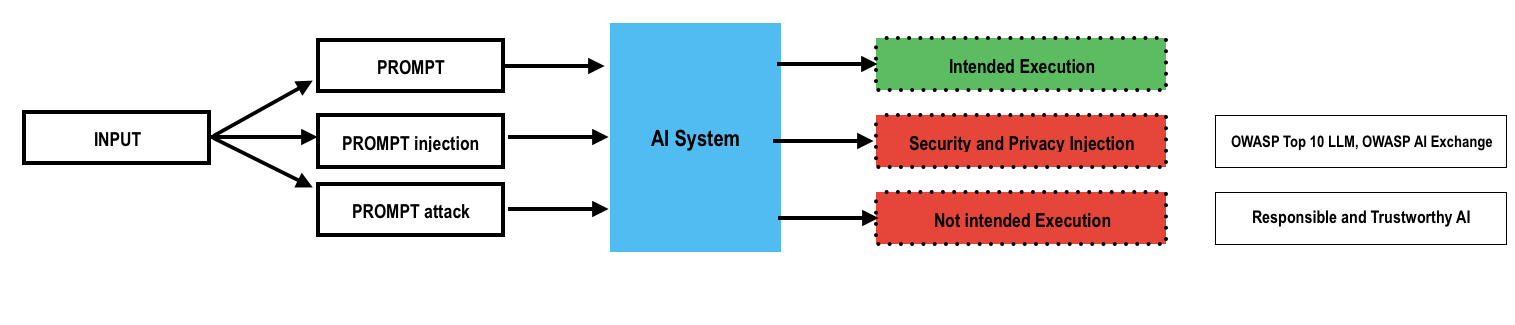 INPUT
PROMPT
PROMPT injection
PROMPT attack
AI System
Intended Execution
Security and Privacy Injection
Not intended Execution
OWASP Top 10 LLM, OWASP AI Exchange
Responsible and Trustworthy AI